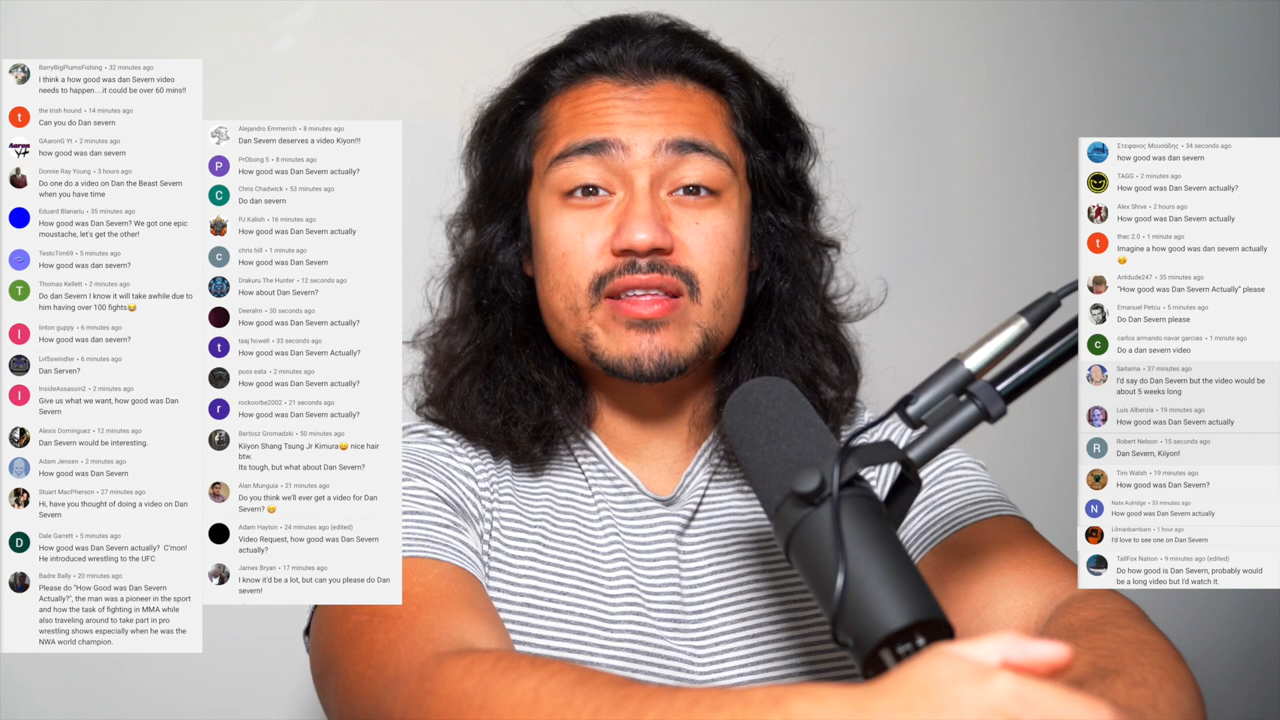 BarryBigPlumsFishing • 32 minutes ago
I think a how good was dan Severn video
needs to happen....it could be over 60 mins!!
t
the Irish hound • 14 minutes ago
Can you do Dan severn
Aaron
YT
GAaronG Yt • 2 minutes ago
how good was dan severn
Donnie Ray Young • 3 hours ago
Do one do a video on Dan the Beast Severn
when you have time
Eduard Blanariu • 35 minutes ago
How good was Dan Severn? We got one epic
moustache, let's get the other!
TestoTim69 • 5 minutes ago
How good was dan severn?
T
Thomas Kellett • 2 minutes ago
Do dan Severn I know it will take awhile due to
him having over 100 fights😂
l
linton guppy • 6 minutes ago
How good was dan severn?
Lvl5swindler • 6 minutes ago
Dan Serven?
I
InsideAssassin2 • 2 minutes ago
Give us what we want, how good was Dan
Severn
Alexis Dominguez • 12 minutes ago
Dan Severn would be interesting.
Adam Jensen • 2 minutes ago
How good was Dan Severn
Stuart MacPherson • 27 minutes ago
Hi, have you thought of doing a video on Dan
Severn
D
Dale Garrett • 5 minutes ago
How good was Dan Severn actually? C'mon!
He introduced wrestling to the UFC
Badre Bally • 20 minutes ago
Please do "How Good was Dan Severn
Actually?", the man was a pioneer in the sport
and how the task of fighting in MMA while
also traveling around to take part in pro
wrestling shows especially when he was the
NWA world champion.
Alejandro Emmerich • 8 minutes ago
Dan Severn deserves a video Kiyon!!!
P
Pr0bong 5 • 8 minutes ago
How good was Dan Severn actually?
C
Chris Chadwick • 53 minutes ago
Do dan severn
PJ Kalish • 16 minutes ago
How good was Dan Severn actually
c
chris hill • 1 minute ago
How good was Dan Severn
Drakuru The Hunter • 12 seconds ago
How about Dan Severn?
Deeralm • 30 seconds ago
How good was Dan Severn actually?
t
taaj howell • 33 seconds ago
How good was Dan Severn Actually?
puss eata • 2 minutes ago
How good was Dan Severn actually?
r
rockoorbe2002 • 21 seconds ago
How good was Dan Severn actually?
Bartosz Gromadzki • 50 minutes ago
Kiiyon Shang Tsung Jr Kimura😋 nice hair
btw.
Its tough, but what about Dan Severn?
Alan Munguia • 21 minutes ago
Do you think we'll ever get a video for Dan
Severn? 😋
Adam Hayton • 24 minutes ago (edited)
Video Request, how good was Dan Severn
actually?
James Bryan • 17 minutes ago
I know it'd be a lot, but can you please do Dan
severn!
Στεφανος Μουσάδης • 34 seconds ago
how good was dan severn
TAGG • 2 minutes ago
How good was Dan Severn actually?
Alex Shive • 2 hours ago
How good was Dan Severn actually
t
thec 2.0 • 1 minute ago
Imagine a how good was dan severn actually
😋
Antdude247 • 35 minutes ago
"How good was Dan Severn Actually" please
Emanuel Petcu • 5 minutes ago
Do Dan Severn please
c
carlos armando navar garcias • 1 minute ago
Do a dan severn video
Saitama • 37 minutes ago
I'd say do Dan Severn but the video would be
about 5 weeks long
Luis Alberola • 19 minutes ago
How good was Dan Severn actually
R
Robert Nelson • 15 seconds ago
Dan Severn, Kiiyon!
Tim Walsh • 19 minutes ago
How good was Dan Severn?
N
Nate Aulridge • 33 minutes ago
How good was Dan Severn actually
Lilmanbambam • 1 hour ago
I'd love to see one on Dan Severn
TallFox Nation • 9 minutes ago (edited)
Do how good is Dan Severn, probably would
be a long video but I'd watch it.